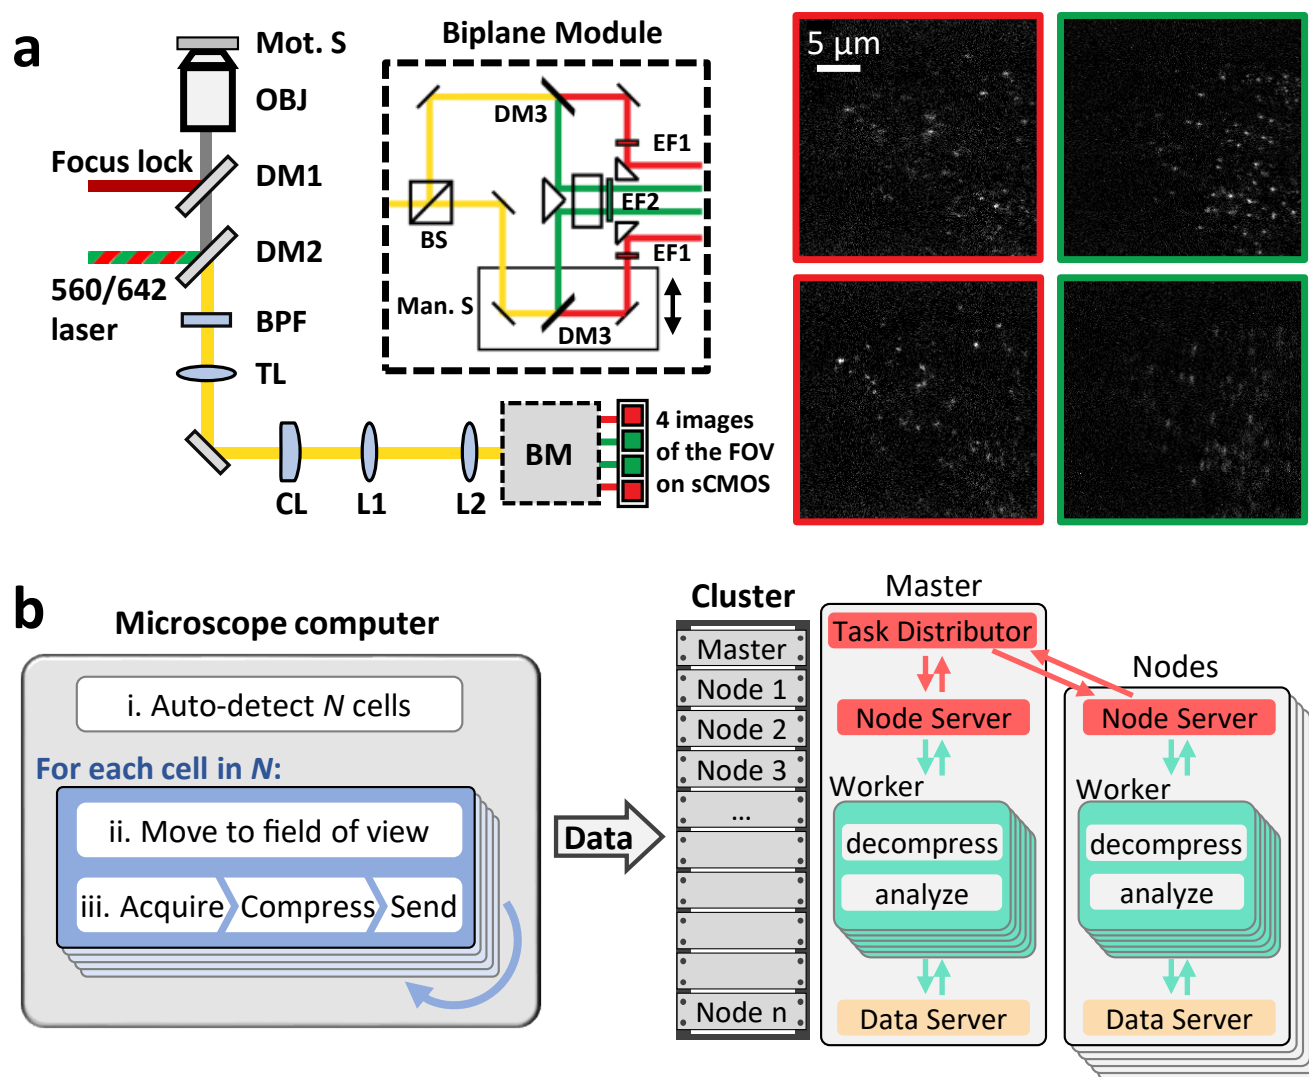 a
Mot. S
OBJ
Focus lock
DM1
DM2
560/642
laser
BPF
TL
CL
L1
L2
BM
4 images
of the FOV
on sCMOS
Biplane Module
DM3
EF1
EF2
BS
EF1
Man. S
DM3
5 µm
b
Microscope computer
i. Auto-detect N cells
For each cell in N:
ii. Move to field of view
iii. Acquire
Compress
Send
Data
Cluster
Master
Node 1
Node 2
Node 3
...
Node n
Master
Task Distributor
Node Server
Worker
decompress
analyze
Data Server
Nodes
Node Server
Worker
decompress
analyze
Data Server